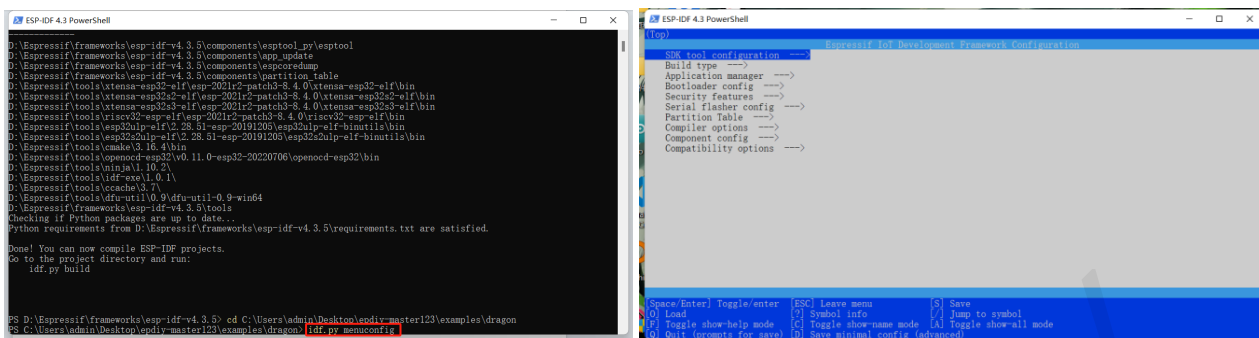 ESP-IDF 4.3 PowerShell
-------------
D:\Espressif\frameworks\esp-idf-v4.3.5\components\esptool_py\esptool
D:\Espressif\frameworks\esp-idf-v4.3.5\components\app_update
D:\Espressif\frameworks\esp-idf-v4.3.5\components\espcoredump
D:\Espressif\frameworks\esp-idf-v4.3.5\components\partition_table
D:\Espressif\tools\xtensa-esp32-elf\esp-2021r2-patch3-8.4.0\xtensa-esp32-elf\bin
D:\Espressif\tools\xtensa-esp32s2-elf\esp-2021r2-patch3-8.4.0\xtensa-esp32s2-elf\bin
D:\Espressif\tools\xtensa-esp32s3-elf\esp-2021r2-patch3-8.4.0\xtensa-esp32s3-elf\bin
D:\Espressif\tools\riscv32-esp-elf\esp-2021r2-patch3-8.4.0\riscv32-esp-elf\bin
D:\Espressif\tools\esp32ulp-elf\2.28.51-esp-20191205\esp32ulp-elf-binutils\bin
D:\Espressif\tools\esp32s2ulp-elf\2.28.51-esp-20191205\esp32s2ulp-elf-binutils\bin
D:\Espressif\tools\cmake\3.16.4\bin
D:\Espressif\tools\openocd-esp32\v0.11.0-esp32-20220706\openocd-esp32\bin
D:\Espressif\tools\ninja\1.10.2\
D:\Espressif\tools\idf-exe\1.0.1\
D:\Espressif\tools\ccache\3.7\
D:\Espressif\tools\dfu-util\0.9\dfu-util-0.9-win64
D:\Espressif\frameworks\esp-idf-v4.3.5\tools
Checking if Python packages are up to date...
Python requirements from D:\Espressif\frameworks\esp-idf-v4.3.5\requirements.txt are satisfied.
Done! You can now compile ESP-IDF projects.
Go to the project directory and run:
idf.py build
PS D:\Espressif\frameworks\esp-idf-v4.3.5> cd C:\Users\admin\Desktop\epdiy-master123\examples\dragon
PS C:\Users\admin\Desktop\epdiy-master123\examples\dragon> idf.py menuconfig
ESP-IDF 4.3 PowerShell
(Top)
Espressif IoT Development Framework Configuration
SDK tool configuration --->
Build type --->
Application manager --->
Bootloader config --->
Security features --->
Serial flasher config --->
Partition Table --->
Compiler options --->
Component config --->
Compatibility options --->
[Space/Enter] Toggle/enter [ESC] Leave menu [S] Save
[O] Load [?] Symbol info [/] Jump to symbol
[F] Toggle show-help mode [C] Toggle show-name mode [A] Toggle show-all mode
[Q] Quit (prompts for save) [D] Save minimal config (advanced)